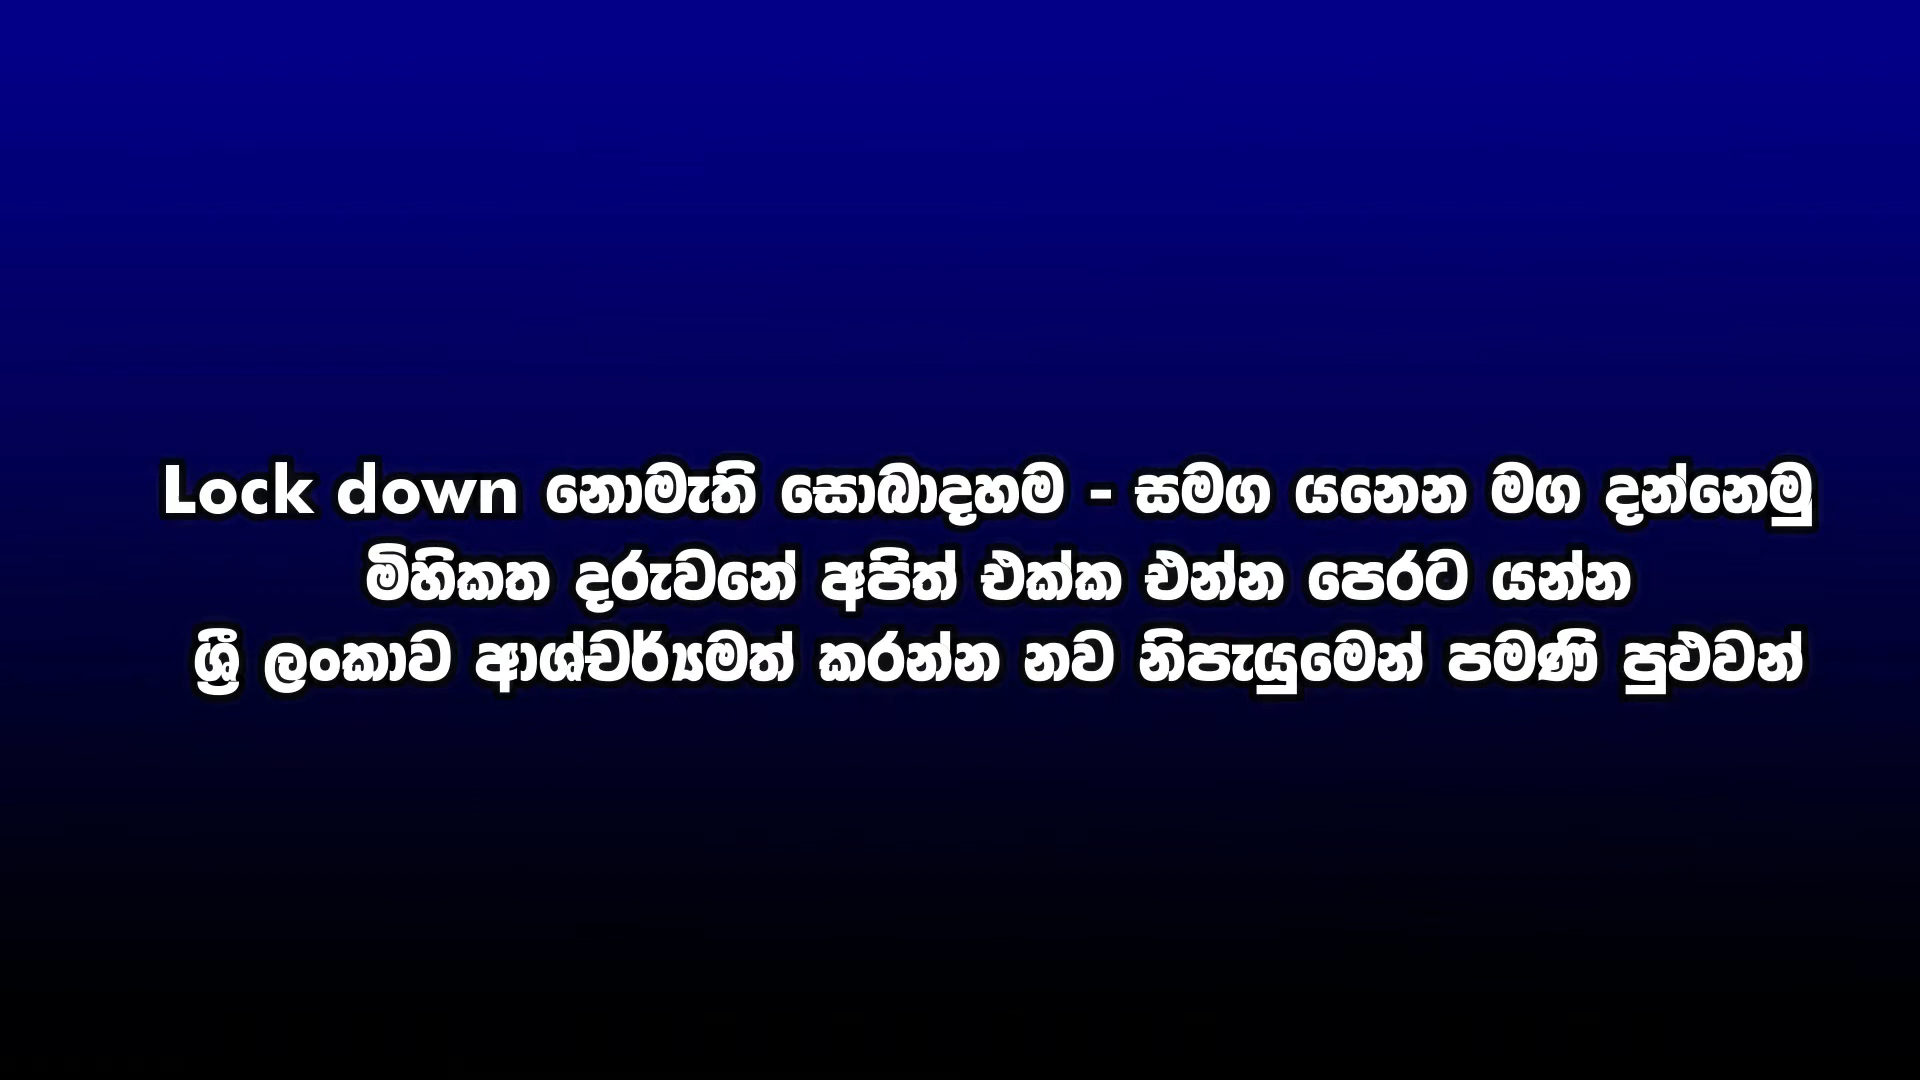 Lock down නොමැති සොබාදහම - සමග යනෙන මග දන්නෙමු
මිහිකත දරුවනේ අපිත් එක්ක එන්න පෙරට යන්න
ශ්‍රී ලංකාව ආශ්චර්යමත් කරන්න නව නිපැයුමෙන් පමණි පුඵවන්